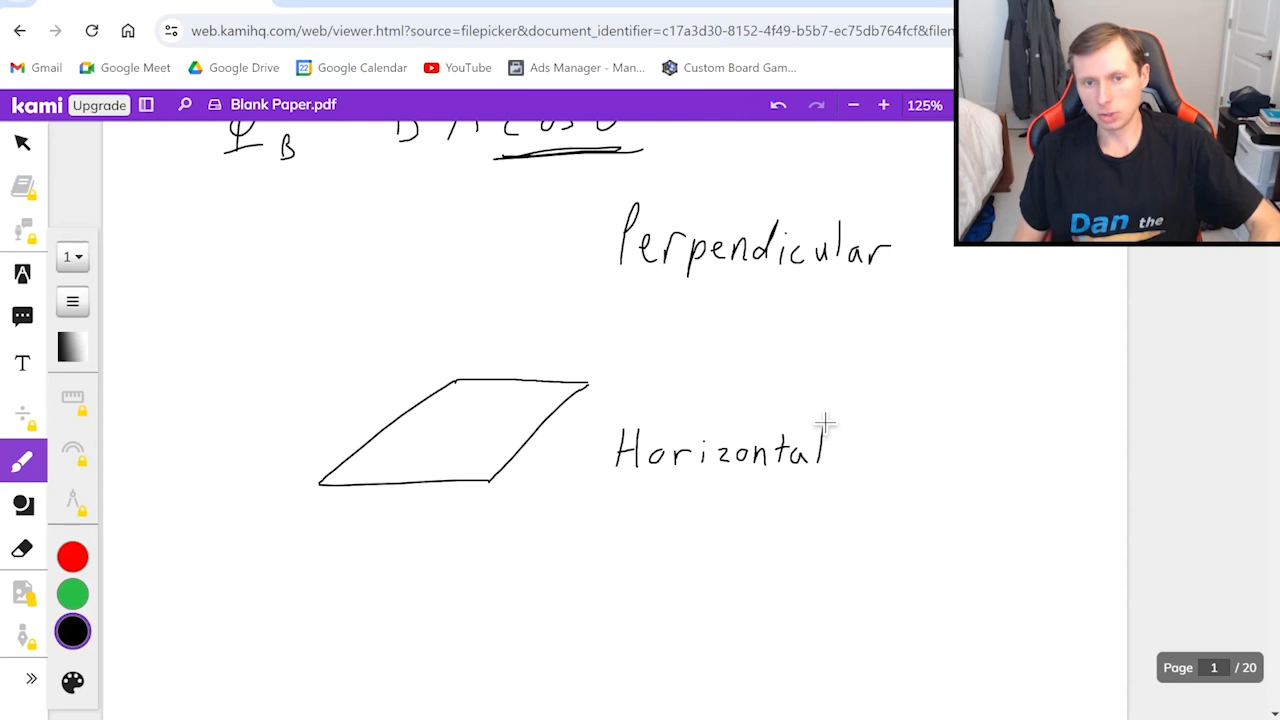 web.kamihq.com/web/viewer.html?source=filepicker&document_identifier=c17a3d30-8152-4f49-b5b7-ec75db764fcf&filen
Gmail Google Meet Google Drive 22 Google Calendar YouTube Ads Manager - Man... Custom Board Gam...
kami Upgrade Blank Paper.pdf 125%
Φ B B A cos θ
Perpendicular
1
T
Horizontal
Dan the
Page 1 / 20